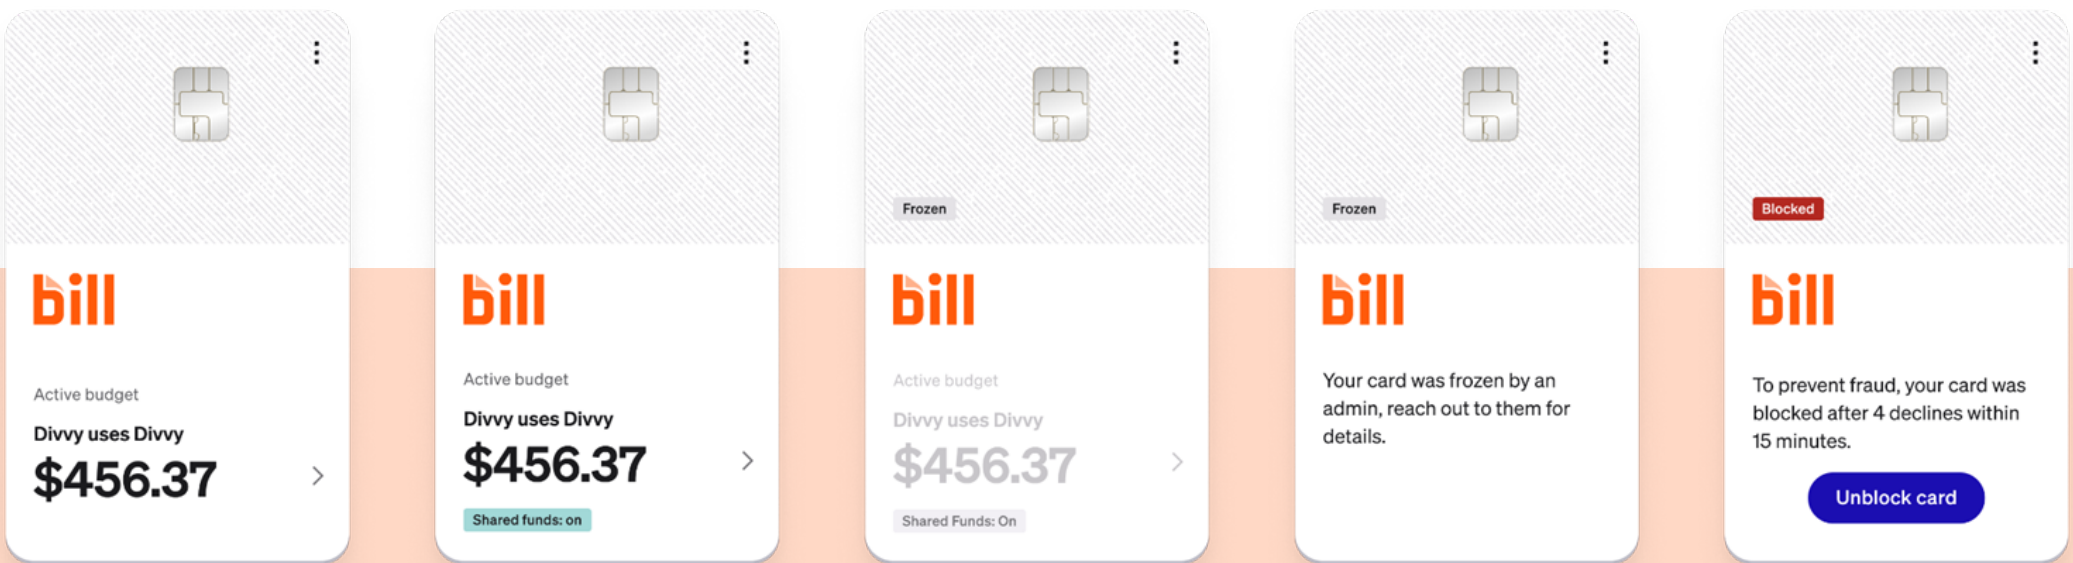 bill
Active budget
Divvy uses Divvy
$456.37
bill
Active budget
Divvy uses Divvy
$456.37
Shared funds: on
Frozen
bill
Active budget
Divvy uses Divvy
$456.37
Shared Funds: On
Frozen
bill
Your card was frozen by an
admin, reach out to them for
details.
Blocked
bill
To prevent fraud, your card was
blocked after 4 declines within
15 minutes.
Unblock card